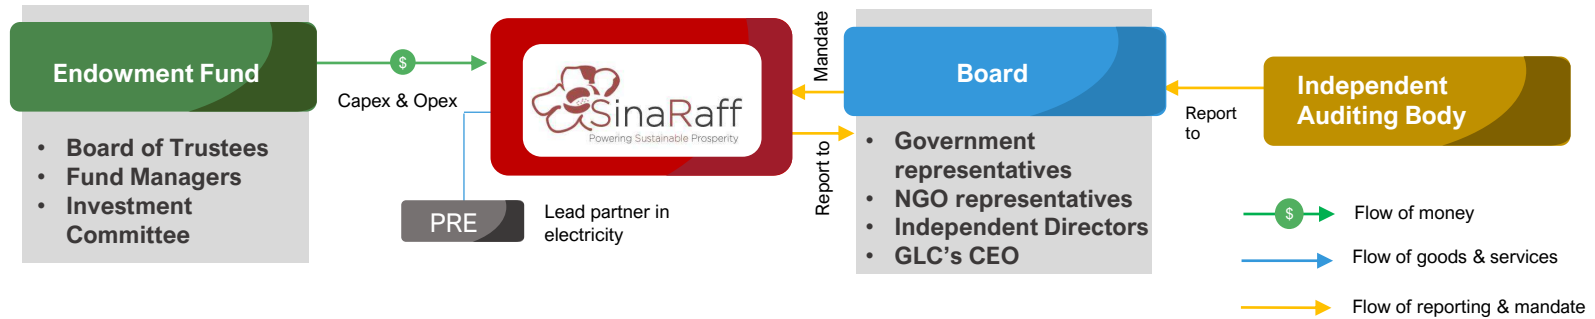 Endowment Fund
• Board of Trustees
• Fund Managers
• Investment
Committee
$
Capex & Opex
SinaRaff
Powering Sustainable Prosperity
PRE
Lead partner in
electricity
Mandate
Report to
Board
• Government
representatives
• NGO representatives
• Independent Directors
• GLC's CEO
Report
to
Independent
Auditing Body
$
Flow of money
Flow of goods & services
Flow of reporting & mandate